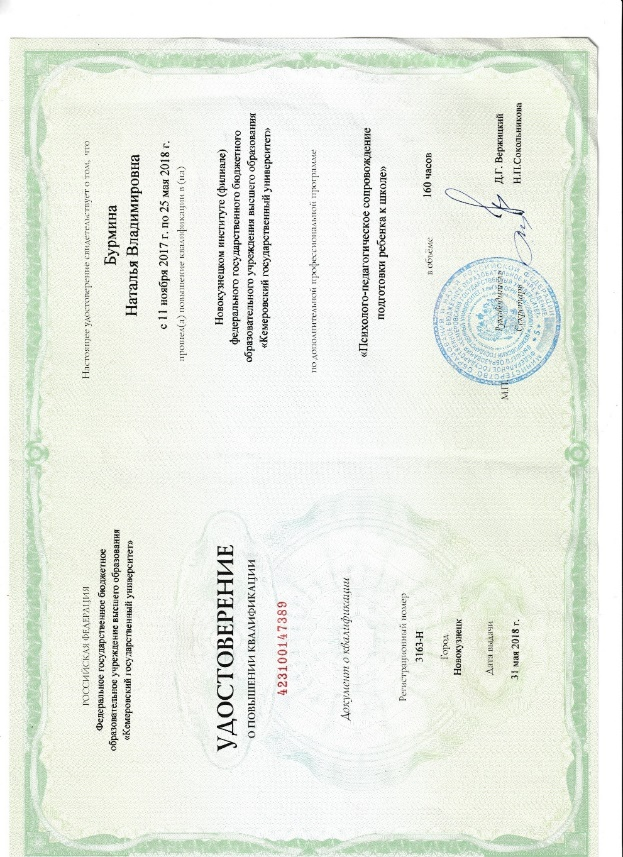 РОССИЙСКАЯ ФЕДЕРАЦИЯ
Федеральное государственное бюджетное
образовательное учреждение высшего образования
«Кемеровский государственный университет»
УДОСТОВЕРЕНИЕ
О ПОВЫШЕНИИ КВАЛИФИКАЦИИ
423100147389
Документ о квалификации
Регистрационный номер
3163-Н
Город
Новокузнецк
Дата выдачи
31 мая 2018 г.
Настоящее удостоверение свидетельствует о том, что
Бурмина
Наталья Владимировна
с 11 ноября 2017 г. по 25 мая 2018 г.
прошел(а) повышение квалификации в (на)
Новокузнецком институте (филиале)
федерального государственного бюджетного
образовательного учреждения высшего образования
«Кемеровский государственный университет»
по дополнительной профессиональной программе
«Психолого-педагогическое сопровождение
подготовки ребенка к школе»
в объёме 160 часов
Руководитель Д.Г. Вержицкий
Секретарь Н.П.Сокольникова
М.П.